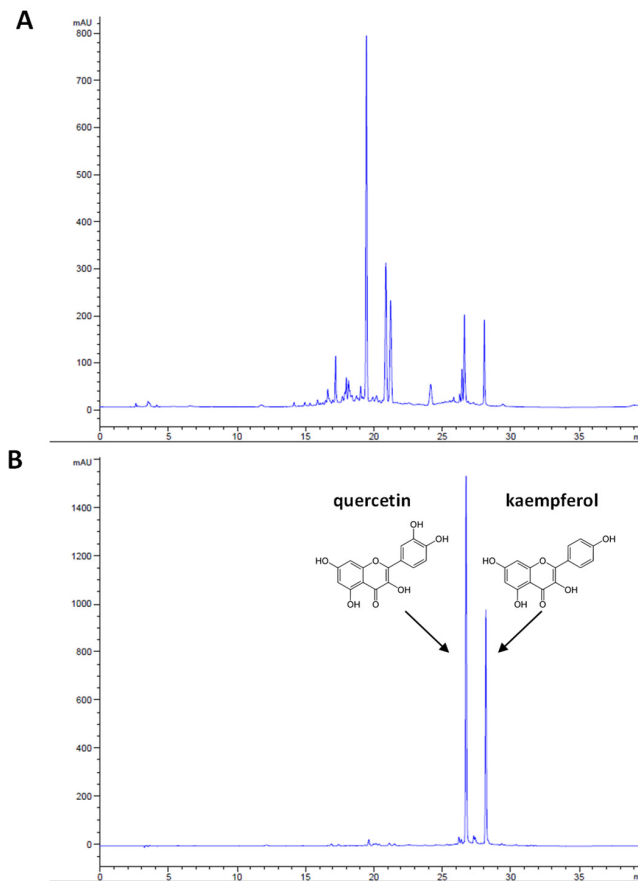 A
mAU
800
700
600
500
400
300
200
100
0
0 5 10 15 20 25 30 35
B
mAU
1400
1200
1000
800
600
400
200
0
quercetin kaempferol
OH OH
OH
HO O HO O
OH OH
OH O OH O
0 5 10 15 20 25 30 35